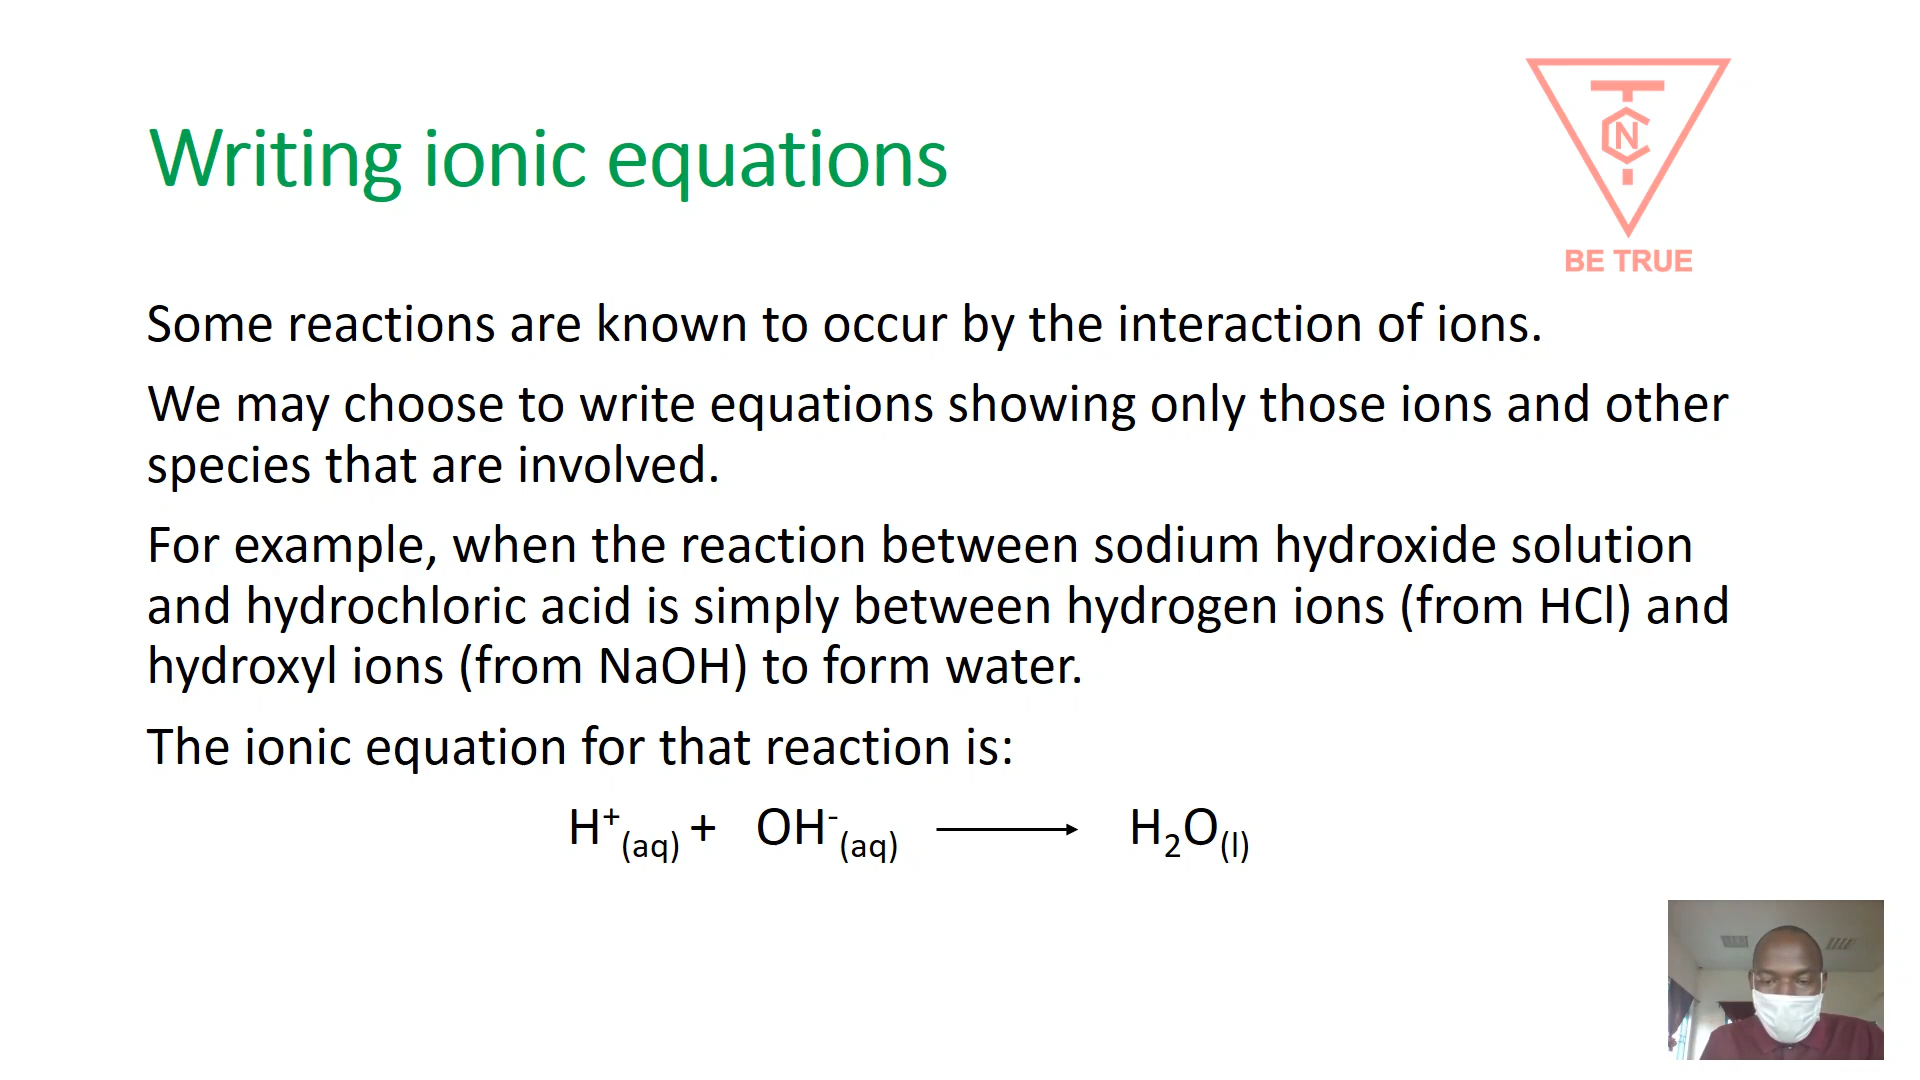 Writing ionic equations
T
C
N
BE TRUE
Some reactions are known to occur by the interaction of ions.
We may choose to write equations showing only those ions and other
species that are involved.
For example, when the reaction between sodium hydroxide solution
and hydrochloric acid is simply between hydrogen ions (from HCl) and
hydroxyl ions (from NaOH) to form water.
The ionic equation for that reaction is:
H⁺(aq) + OH⁻(aq) ⟶ H₂O(l)